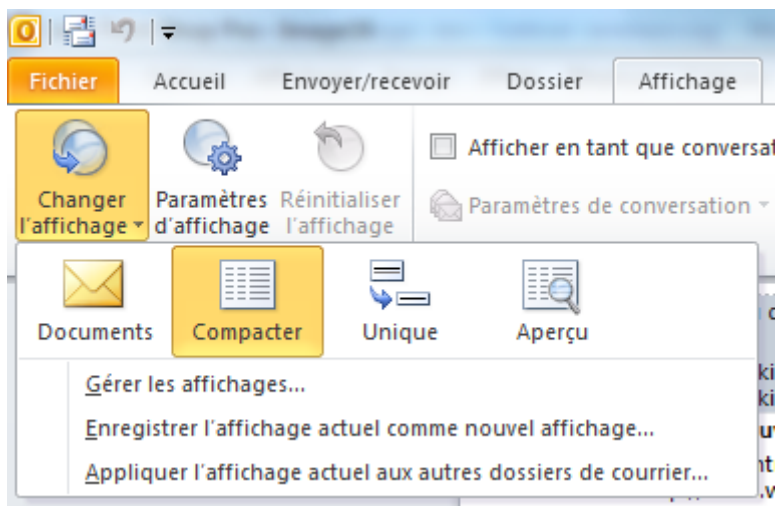 Fichier Accueil Envoyer/recevoir Dossier Affichage
Afficher en tant que
Changer Paramètres Réinitialiser
l'affichage d'affichage l'affichage
Paramètres de conversation
Documents Compacter Unique Aperçu
Gérer les affichages...
Enregistrer l'affichage actuel comme nouvel affichage...
Appliquer l'affichage actuel aux autres dossiers de courrier...